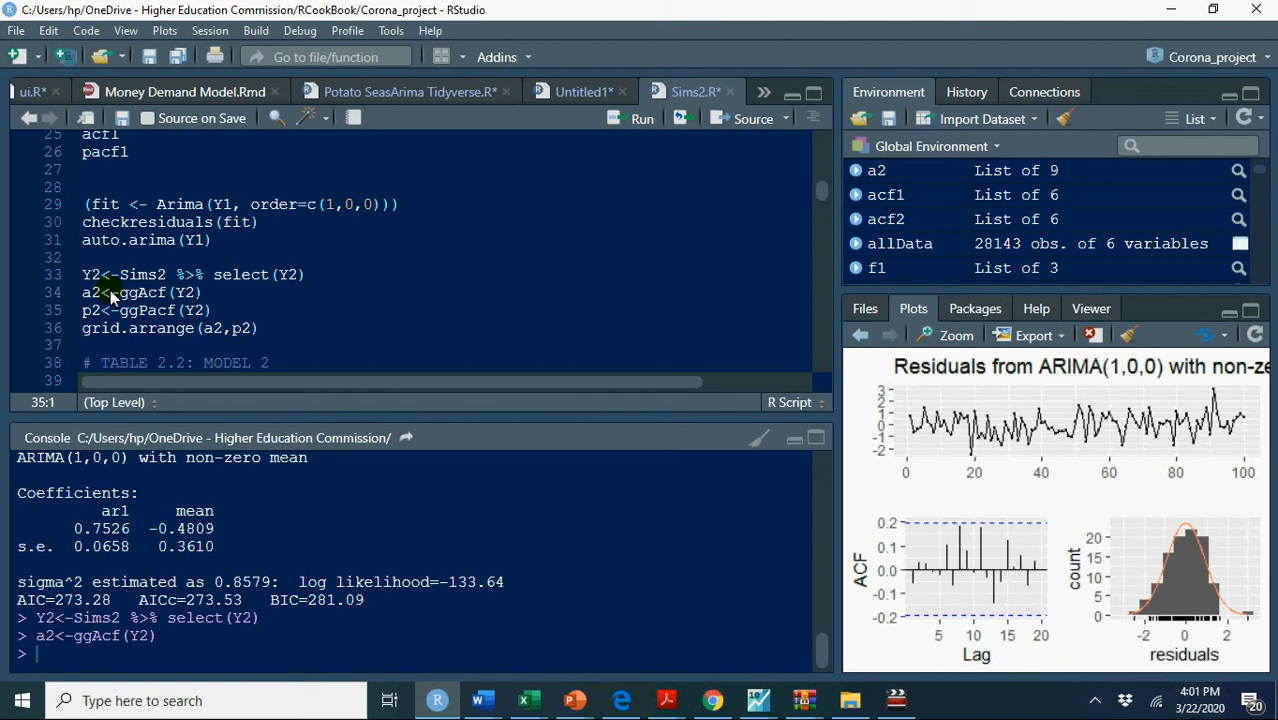 C:/Users/hp/OneDrive - Higher Education Commission/RCookBook/Corona_project - RStudio
File Edit Code View Plots Session Build Debug Profile Tools Help
Go to file/function Addins Corona_project
ui.R* Money Demand Model.Rmd Potato SeasArima Tidyverse.R* Untitled1* Sims2.R*
Source on Save Run Source
25 acf1
26 pacf1
27
28
29 (fit <- Arima(Y1, order=c(1,0,0)))
30 checkresiduals(fit)
31 auto.arima(Y1)
32
33 Y2<-Sims2 %>% select(Y2)
34 a2<-ggAcf(Y2)
35 p2<-ggPacf(Y2)
36 grid.arrange(a2,p2)
37
38 # TABLE 2.2: MODEL 2
39
35:1 (Top Level) R Script
Console C:/Users/hp/OneDrive - Higher Education Commission/
ARIMA(1,0,0) with non-zero mean
Coefficients:
ar1 mean
0.7526 -0.4809
s.e. 0.0658 0.3610
sigma^2 estimated as 0.8579: log likelihood=-133.64
AIC=273.28 AICc=273.53 BIC=281.09
> Y2<-Sims2 %>% select(Y2)
> a2<-ggAcf(Y2)
>
Environment History Connections
Import Dataset List
Global Environment
a2 List of 9
acf1 List of 6
acf2 List of 6
allData 28143 obs. of 6 variables
f1 List of 3
Files Plots Packages Help Viewer
Zoom Export
Residuals from ARIMA(1,0,0) with non-ze
3
2
1
0
-1
-2
0 20 40 60 80 100
0.2
0.1
0.0
-0.1
-0.2
ACF
5 10 15 20
Lag
20
15
10
5
0
count
-2 0 2
residuals
Type here to search
4:01 PM
3/22/2020
20